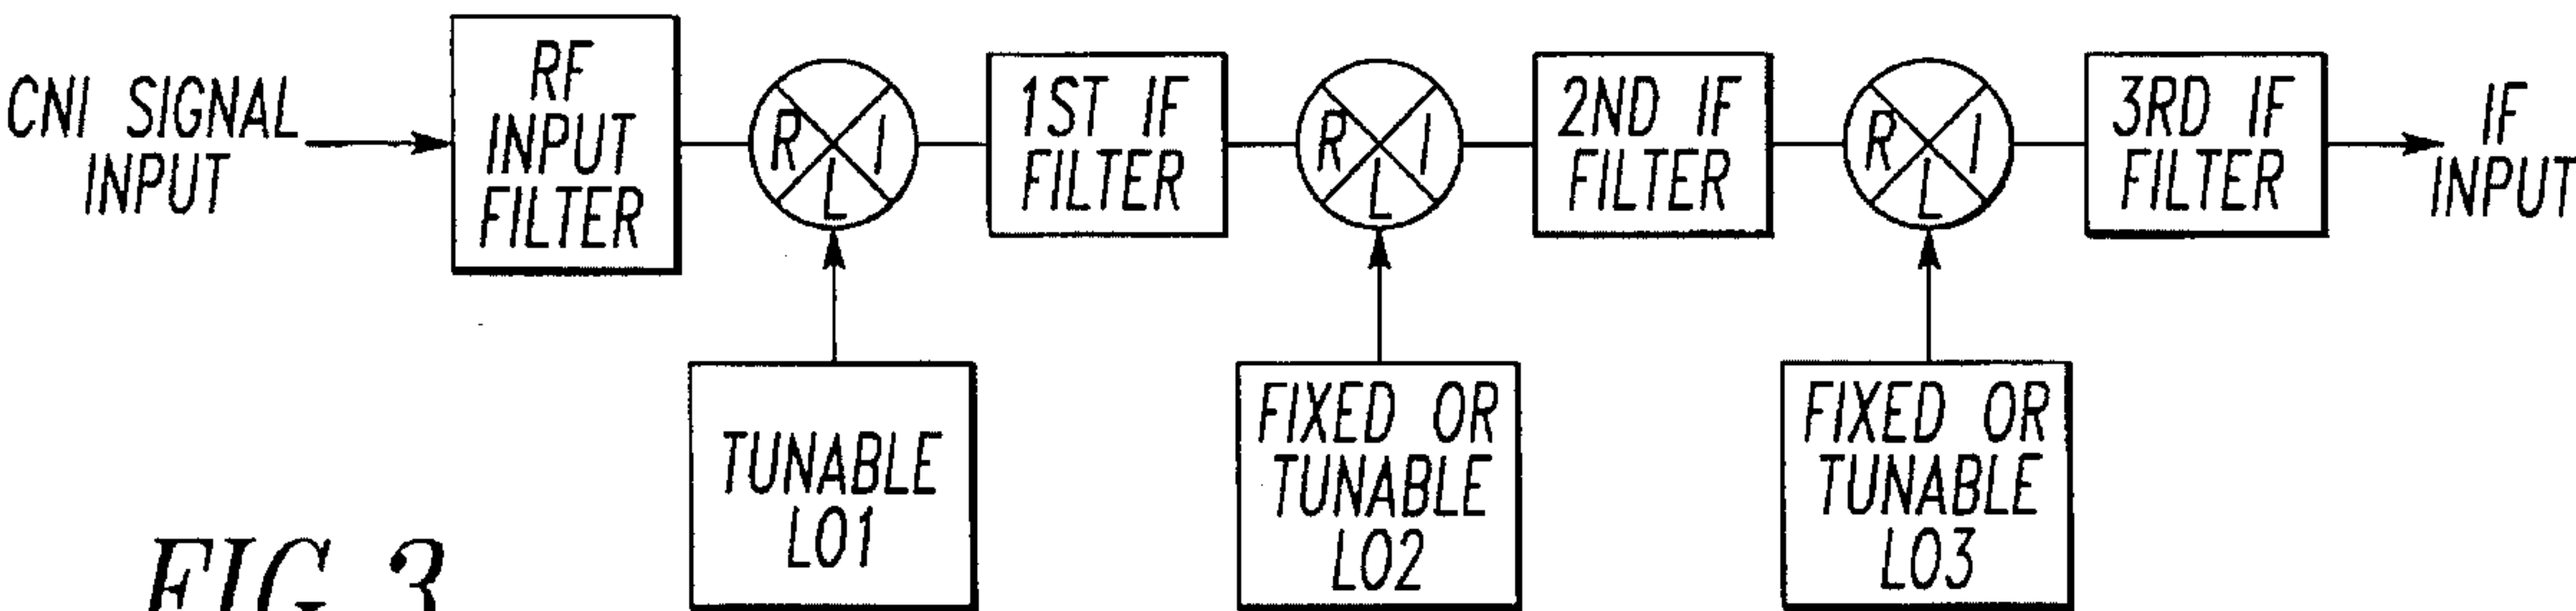 CNI SIGNAL
INPUT
RF
INPUT
FILTER
R
I
L
1ST IF
FILTER
R
I
L
2ND IF
FILTER
R
I
L
3RD IF
FILTER
IF
INPUT
TUNABLE
LO1
FIXED OR
TUNABLE
LO2
FIXED OR
TUNABLE
LO3
FIG. 3